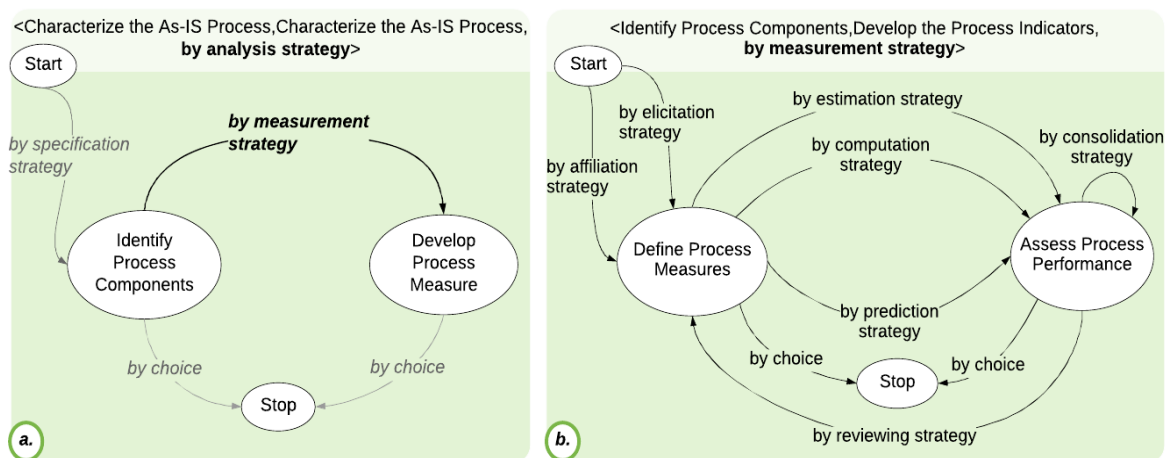 <Characterize the As-IS Process,Characterize the As-IS Process,
by analysis strategy>
Start
by specification
strategy
by measurement
strategy
Identify
Process
Components
Develop
Process
Measure
by choice
by choice
Stop
a.
<Identify Process Components,Develop the Process Indicators,
by measurement strategy>
Start
by elicitation
strategy
by affiliation
strategy
by estimation strategy
by computation
strategy
by consolidation
strategy
Define Process
Measures
Assess Process
Performance
by prediction
strategy
by choice
by choice
Stop
by reviewing strategy
b.